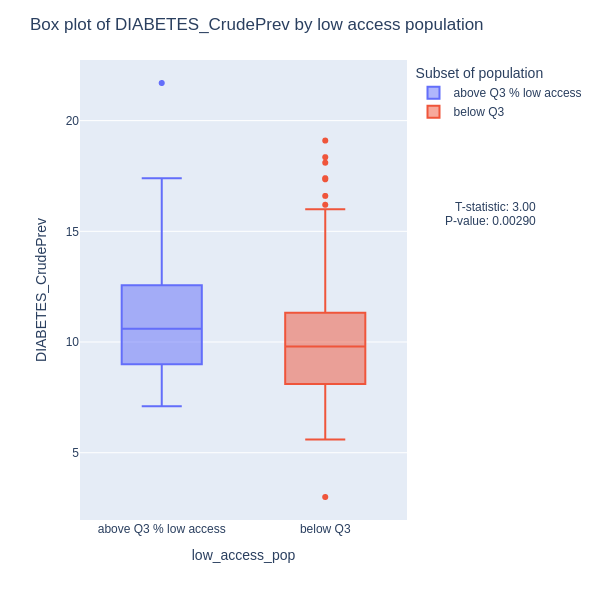 Box plot of DIABETES_CrudePrev by low access population
Subset of population
above Q3 % low access
below Q3
T-statistic: 3.00
P-value: 0.00290
20
15
10
5
DIABETES_CrudePrev
above Q3 % low access
below Q3
low_access_pop